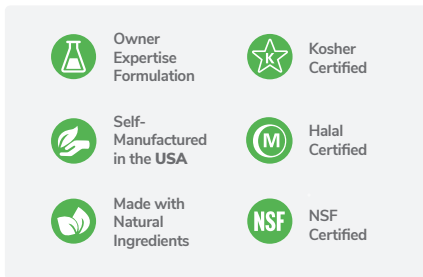 Owner
Expertise
Formulation
K
Kosher
Certified
Self-
Manufactured
in the USA
M
Halal
Certified
Made with
Natural
Ingredients
NSF
NSF
Certified